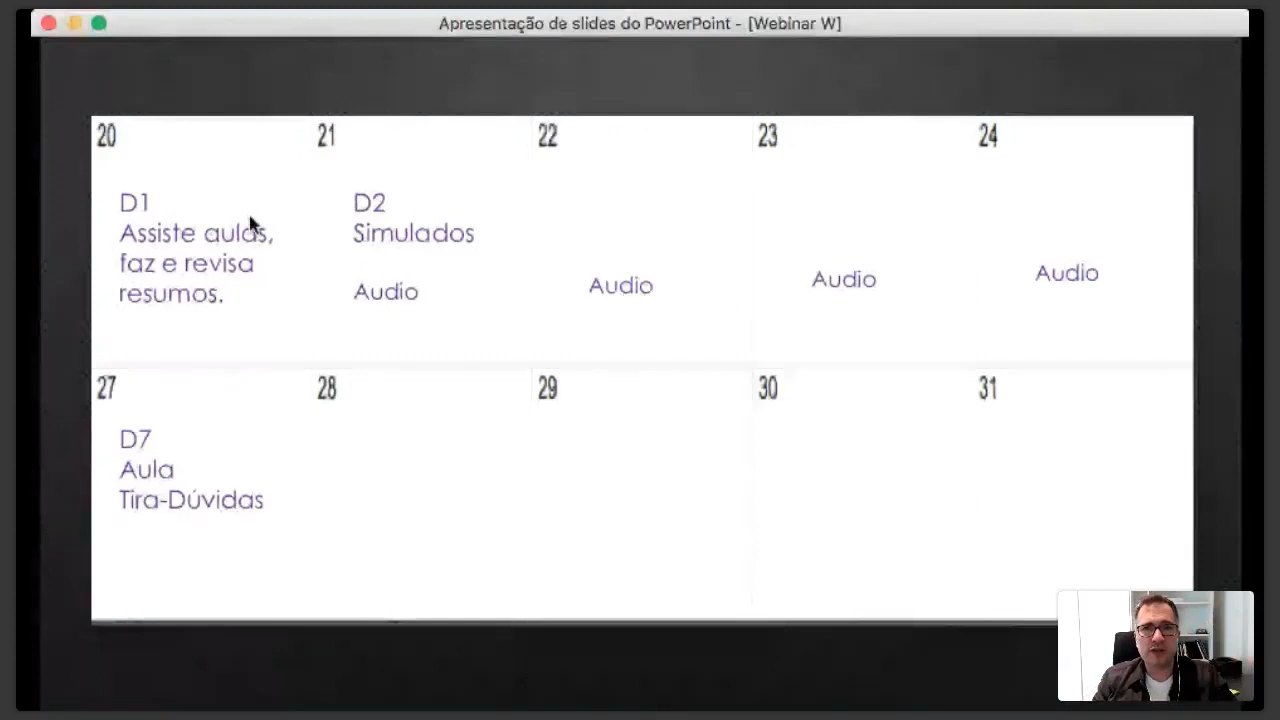 Apresentação de slides do PowerPoint - [Webinar W]
20
21
22
23
24
D1
Assiste aulas,
faz e revisa
resumos.
D2
Simulados
Audio
Audio
Audio
Audio
27
28
29
30
31
D7
Aula
Tira-Dúvidas